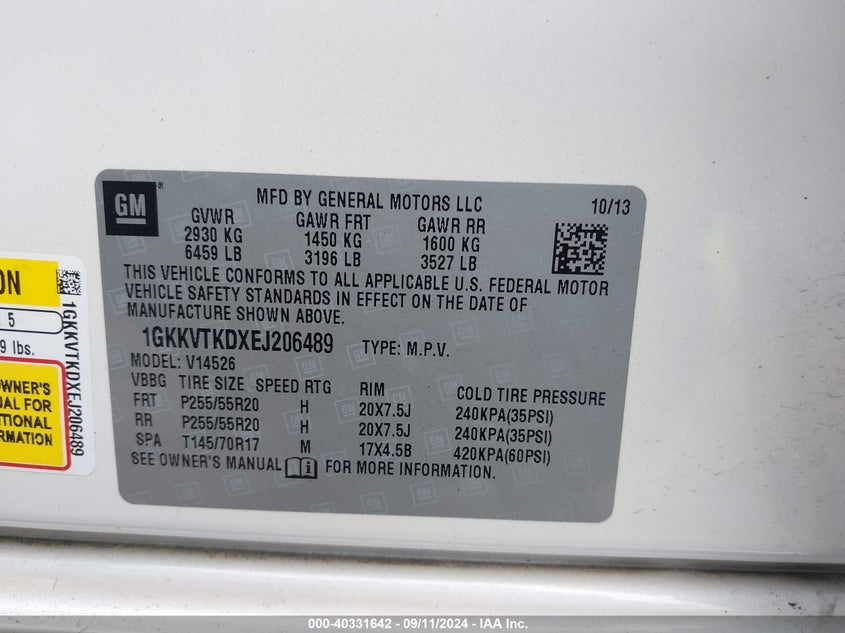 GM
®
MFD BY GENERAL MOTORS LLC
10/13
GVWR GAWR FRT GAWR RR
2930 KG 1450 KG 1600 KG
6459 LB 3196 LB 3527 LB
THIS VEHICLE CONFORMS TO ALL APPLICABLE U.S. FEDERAL MOTOR
VEHICLE SAFETY STANDARDS IN EFFECT ON THE DATE OF
MANUFACTURE SHOWN ABOVE.
1GKKVTKDXEJ206489 TYPE: M.P.V.
MODEL: V14526
VBBG TIRE SIZE SPEED RTG RIM COLD TIRE PRESSURE
FRT P255/55R20 H 20X7.5J 240KPA(35PSI)
RR P255/55R20 H 20X7.5J 240KPA(35PSI)
SPA T145/70R17 M 17X4.5B 420KPA(60PSI)
SEE OWNER'S MANUAL FOR MORE INFORMATION.
5
9 lbs.
FOR
1GKKVTKDXEJ206489
000-40331642 - 09/11/2024 - IAA Inc.